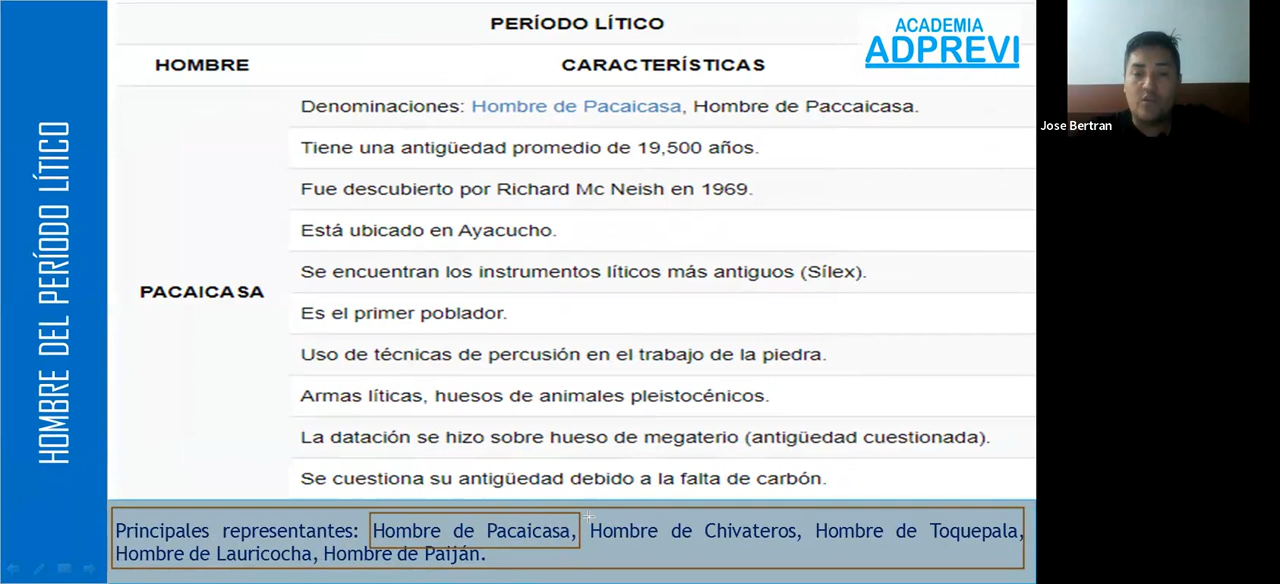 HOMBRE DEL PERÍODO LÍTICO
PERÍODO LÍTICO
ACADEMIA
ADPREVI
HOMBRE CARACTERÍSTICAS
Denominaciones: Hombre de Pacaicasa, Hombre de Paccaicasa.
Tiene una antigüedad promedio de 19,500 años.
Fue descubierto por Richard Mc Neish en 1969.
Está ubicado en Ayacucho.
Se encuentran los instrumentos líticos más antiguos (Sílex).
PACAICASA
Es el primer poblador.
Uso de técnicas de percusión en el trabajo de la piedra.
Armas líticas, huesos de animales pleistocénicos.
La datación se hizo sobre hueso de megaterio (antigüedad cuestionada).
Se cuestiona su antigüedad debido a la falta de carbón.
Principales representantes: Hombre de Pacaicasa, Hombre de Chivateros, Hombre de Toquepala,
Hombre de Lauricocha, Hombre de Paiján.
Jose Bertran